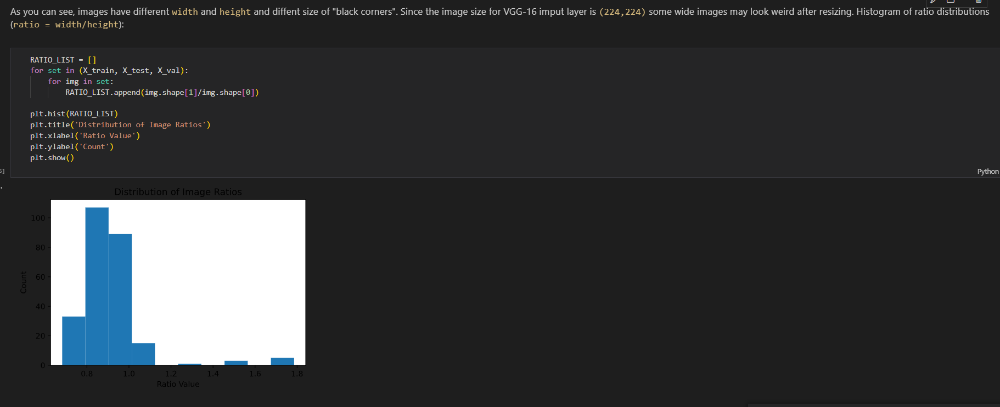 As you can see, images have different width and height and diffent size of "black corners". Since the image size for VGG-16 imput layer is (224,224) some wide images may look weird after resizing. Histogram of ratio distributions
(ratio = width/height):
RATIO_LIST = []
for set in (X_train, X_test, X_val):
    for img in set:
        RATIO_LIST.append(img.shape[1]/img.shape[0])
plt.hist(RATIO_LIST)
plt.title('Distribution of Image Ratios')
plt.xlabel('Ratio Value')
plt.ylabel('Count')
plt.show()
Python
Distribution of Image Ratios
100
80
60
40
20
0
Count
0.8 1.0 1.2 1.4 1.6 1.8
Ratio Value